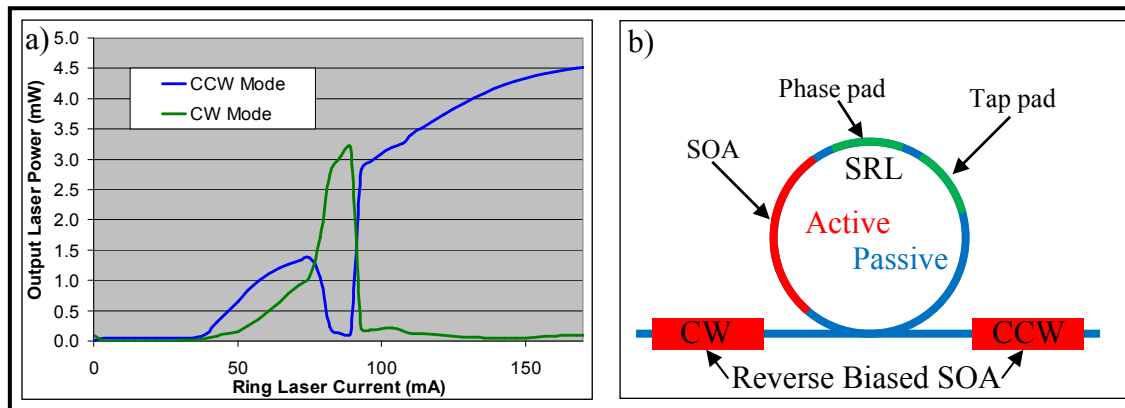 a)
5.0
4.5
4.0
3.5
3.0
2.5
2.0
1.5
1.0
0.5
0.0
Output Laser Power (mW)
CCW Mode
CW Mode
0
50
100
150
Ring Laser Current (mA)
b)
Phase pad
Tap pad
SOA
SRL
Active
Passive
CW
CCW
Reverse Biased SOA